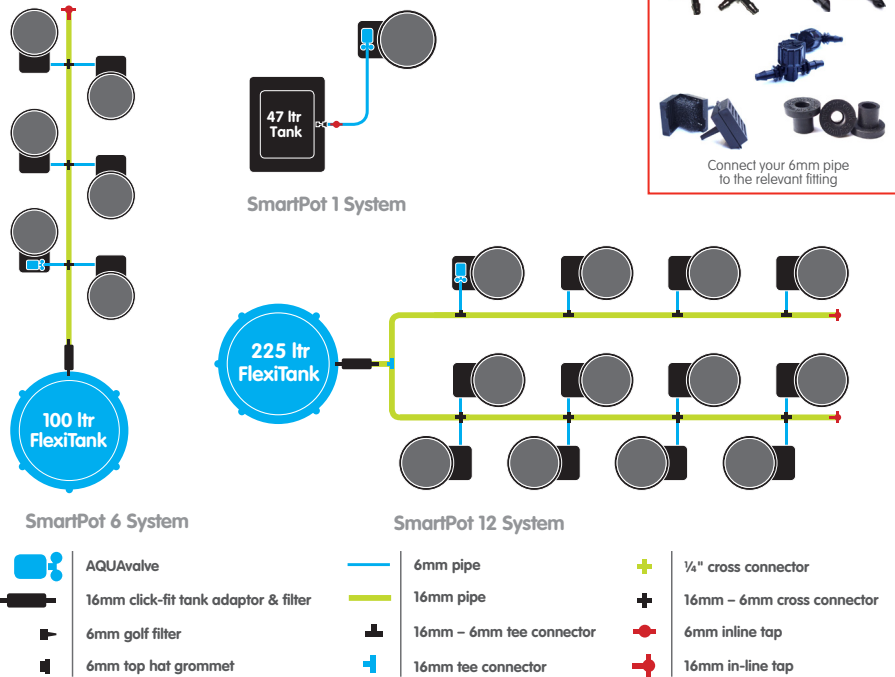 47 ltr
Tank
SmartPot 1 System
Connect your 6mm pipe
to the relevant fitting
100 ltr
FlexiTank
SmartPot 6 System
225 ltr
FlexiTank
SmartPot 12 System
AQUAvalve
16mm click-fit tank adaptor & filter
6mm golf filter
6mm top hat grommet
6mm pipe
16mm pipe
16mm – 6mm tee connector
16mm tee connector
¼" cross connector
16mm – 6mm cross connector
6mm inline tap
16mm in-line tap